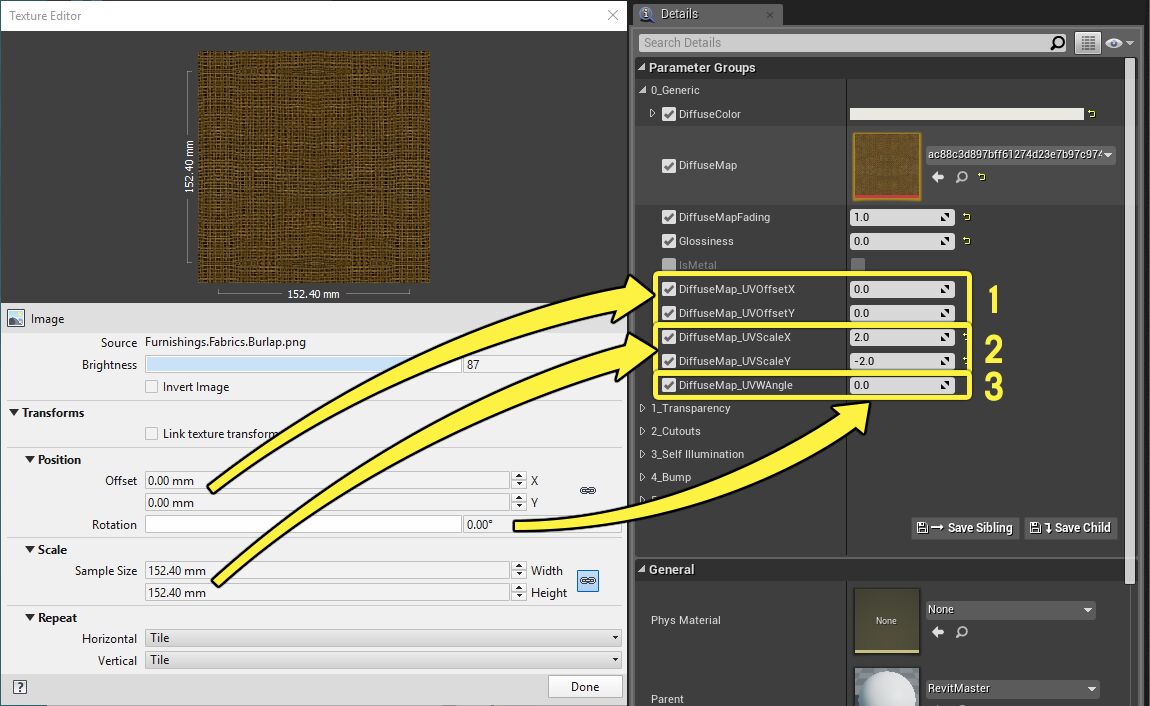 Texture Editor
152.40 mm
152.40 mm
Image
Source Furnishings.Fabrics.Burlap.png
Brightness 87
Invert Image
Transforms
Link texture transform
Position
Offset 0.00 mm X
0.00 mm Y
Rotation 0.00°
Scale
Sample Size 152.40 mm Width
152.40 mm Height
Repeat
Horizontal Tile
Vertical Tile
?
Done
Details
Search Details
Parameter Groups
0_Generic
DiffuseColor
DiffuseMap ac88c3d897bff61274d23e7b97c974
DiffuseMapFading 1.0
Glossiness 0.0
IsMetal
DiffuseMap_UVOffsetX 0.0
DiffuseMap_UVOffsetY 0.0
1
DiffuseMap_UVScaleX 2.0
DiffuseMap_UVScaleY -2.0
2
DiffuseMap_UVWAngle 0.0
3
1_Transparency
2_Cutouts
3_Self Illumination
4_Bump
Save Sibling Save Child
General
Phys Material None None
Parent RevitMaster